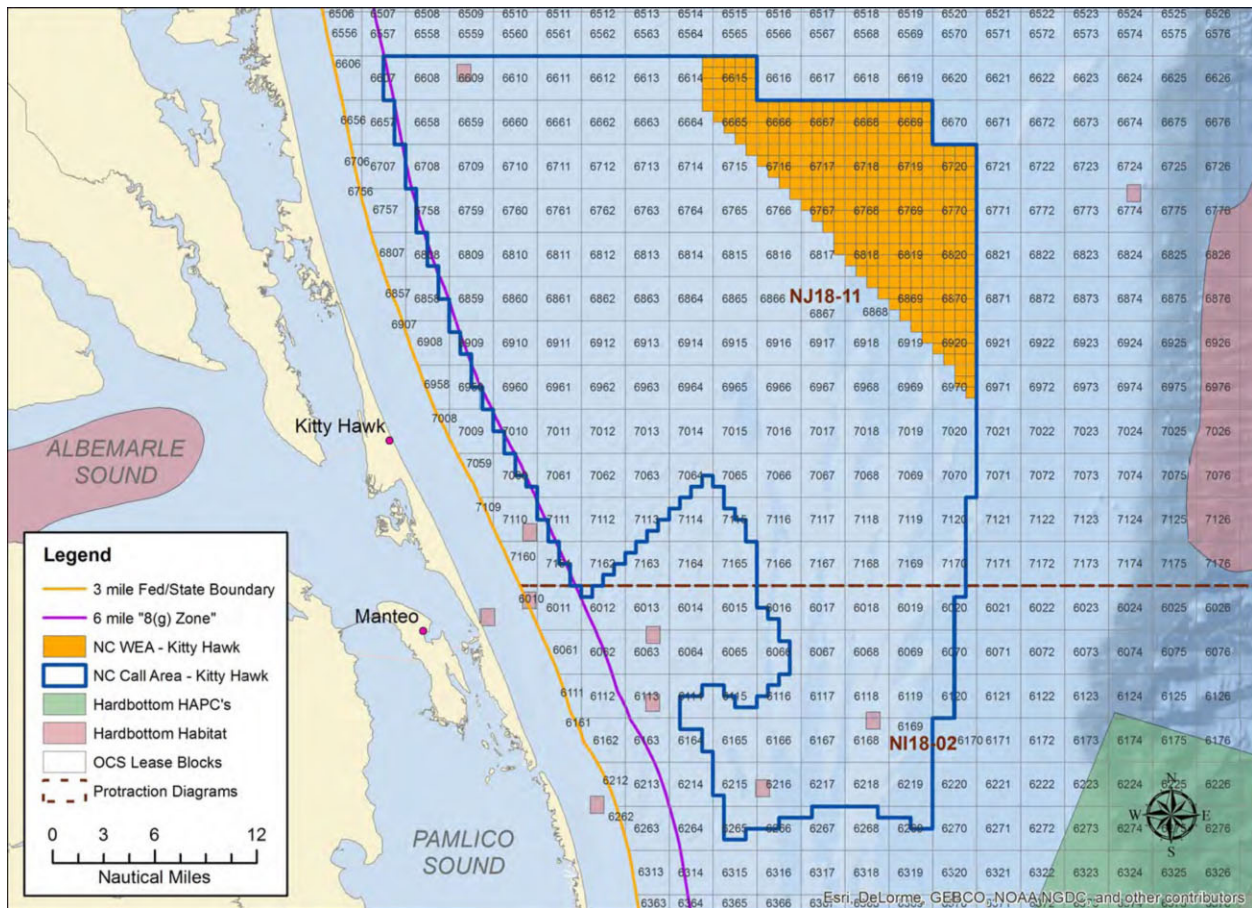 6506 6507 6508 6509 6510 6511 6512 6513 6514 6515 6516 6517 6518 6519 6520 6521 6522 6523 6524 6525 6526
6556 6557 6558 6559 6560 6561 6562 6563 6564 6565 6566 6567 6568 6569 6570 6571 6572 6573 6574 6575 6576
6606 6607 6608 6609 6610 6611 6612 6613 6614 6615 6616 6617 6618 6619 6620 6621 6622 6623 6624 6625 6626
6656 6657 6658 6659 6660 6661 6662 6663 6664 6665 6666 6667 6668 6669 6670 6671 6672 6673 6674 6675 6676
6706 6707 6708 6709 6710 6711 6712 6713 6714 6715 6716 6717 6718 6719 6720 6721 6722 6723 6724 6725 6726
6756 6757 6758 6759 6760 6761 6762 6763 6764 6765 6766 6767 6768 6769 6770 6771 6772 6773 6774 6775 6776
6807 6808 6809 6810 6811 6812 6813 6814 6815 6816 6817 6818 6819 6820 6821 6822 6823 6824 6825 6826
6857 6858 6859 6860 6861 6862 6863 6864 6865 6866 NJ18-11 6867 6868 6869 6870 6871 6872 6873 6874 6875 6876
6907 6908 6909 6910 6911 6912 6913 6914 6915 6916 6917 6918 6919 6920 6921 6922 6923 6924 6925 6926
6958 6959 6960 6961 6962 6963 6964 6965 6966 6967 6968 6969 6970 6971 6972 6973 6974 6975 6976
Kitty Hawk
7008 7009 7010 7011 7012 7013 7014 7015 7016 7017 7018 7019 7020 7021 7022 7023 7024 7025 7026
ALBEMARLE
SOUND
7059 7060 7061 7062 7063 7064 7065 7066 7067 7068 7069 7070 7071 7072 7073 7074 7075 7076
7109 7110 7111 7112 7113 7114 7115 7116 7117 7118 7119 7120 7121 7122 7123 7124 7125 7126
7160 7161 7162 7163 7164 7165 7166 7167 7168 7169 7170 7171 7172 7173 7174 7175 7176
6010 6011 6012 6013 6014 6015 6016 6017 6018 6019 6020 6021 6022 6023 6024 6025 6026
Manteo
6061 6062 6063 6064 6065 6066 6067 6068 6069 6070 6071 6072 6073 6074 6075 6076
6111 6112 6113 6114 6115 6116 6117 6118 6119 6120 6121 6122 6123 6124 6125 6126
6161 6162 6163 6164 6165 6166 6167 6168 6169 NI18-02 6170 6171 6172 6173 6174 6175 6176
6212 6213 6214 6215 6216 6217 6218 6219 6220 6221 6222 6223 6224 6225 6226
6262 6263 6264 6265 6266 6267 6268 6269 6270 6271 6272 6273 6274 6275 6276
6313 6314 6315 6316 6317 6318 6319 6320 6321 6322 6323 6324 6325 6326
6363 6364 6365 6366
PAMLICO
SOUND
Legend
3 mile Fed/State Boundary
6 mile "8(g) Zone"
NC WEA - Kitty Hawk
NC Call Area - Kitty Hawk
Hardbottom HAPC's
Hardbottom Habitat
OCS Lease Blocks
Protraction Diagrams
0 3 6 12
Nautical Miles
N
W E
S
Esri, DeLorme, GEBCO, NOAA NGDC, and other contributors